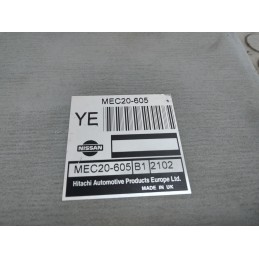 MEC20-605
YE
NISSAN
MEC20-605 B1 2102
Hitachi Automotive Products Europe Ltd.
MADE IN UK